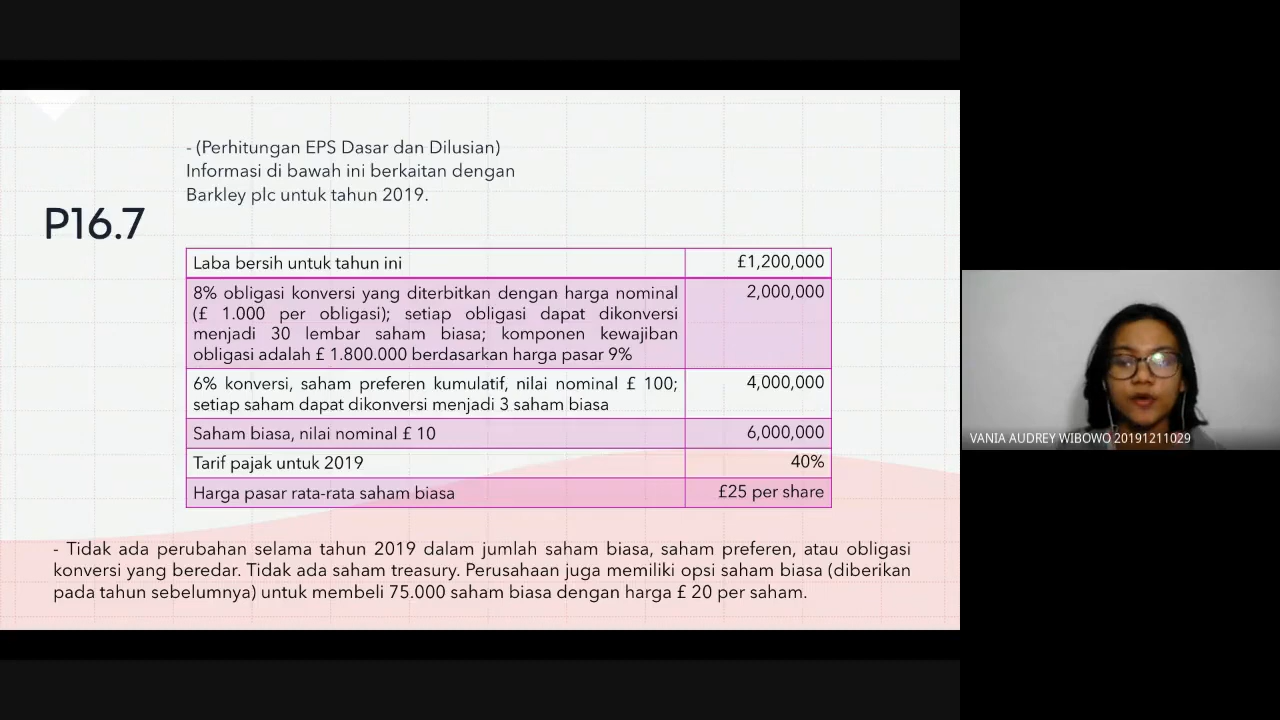 - (Perhitungan EPS Dasar dan Dilusian)
Informasi di bawah ini berkaitan dengan
Barkley plc untuk tahun 2019.
P16.7
Laba bersih untuk tahun ini £1,200,000
8% obligasi konversi yang diterbitkan dengan harga nominal 2,000,000
(£ 1.000 per obligasi); setiap obligasi dapat dikonversi
menjadi 30 lembar saham biasa; komponen kewajiban
obligasi adalah £ 1.800.000 berdasarkan harga pasar 9%
6% konversi, saham preferen kumulatif, nilai nominal £ 100; 4,000,000
setiap saham dapat dikonversi menjadi 3 saham biasa
Saham biasa, nilai nominal £ 10 6,000,000
Tarif pajak untuk 2019 40%
Harga pasar rata-rata saham biasa £25 per share
- Tidak ada perubahan selama tahun 2019 dalam jumlah saham biasa, saham preferen, atau obligasi
konversi yang beredar. Tidak ada saham treasury. Perusahaan juga memiliki opsi saham biasa (diberikan
pada tahun sebelumnya) untuk membeli 75.000 saham biasa dengan harga £ 20 per saham.
VANIA AUDREY WIBOWO 20191211029